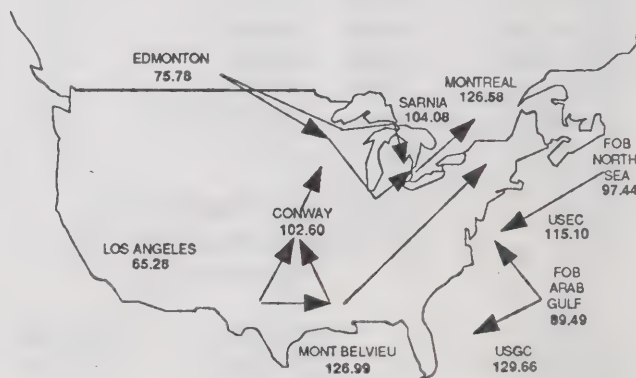 EDMONTON
75.78
MONTREAL
126.58
SARNIA
104.08
FOB
NORTH
SEA
97.44
CONWAY
102.60
USEC
115.10
LOS ANGELES
65.28
FOB
ARAB
GULF
89.49
MONT BELVIEU
126.99
USGC
129.66